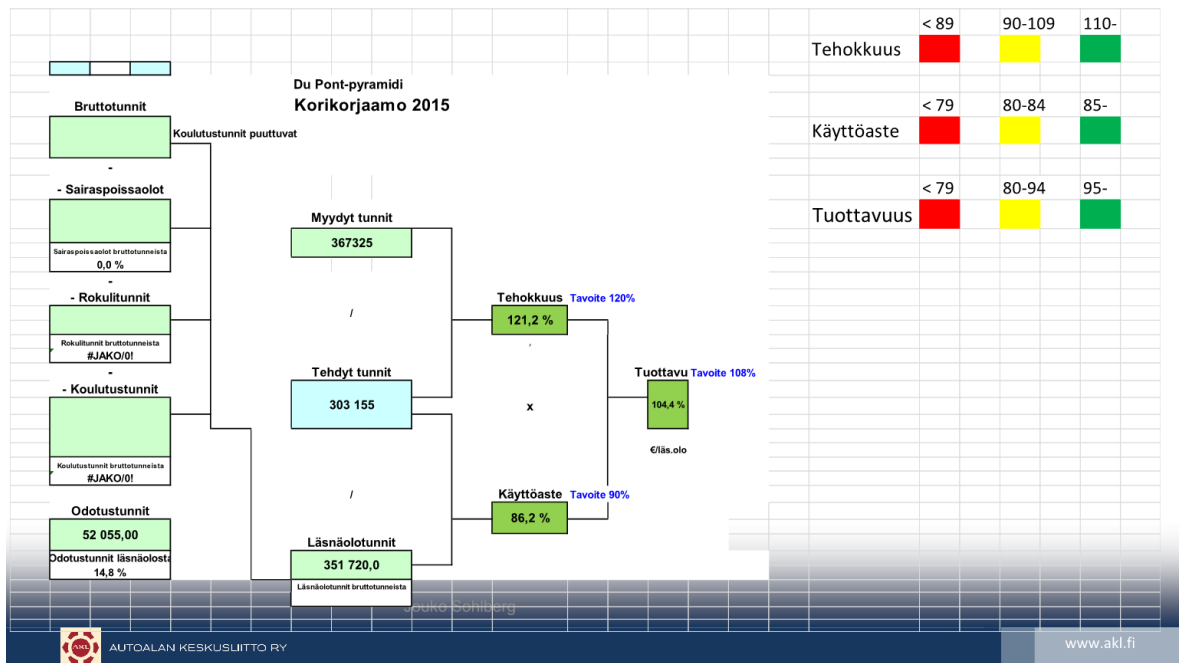 < 89 90-109 110-
Tehokkuus
< 79 80-84 85-
Käyttöaste
< 79 80-94 95-
Tuottavuus
Du Pont-pyramidi
Korikorjaamo 2015
Bruttotunnit
Koulutustunnit puuttuvat
-
- Sairaspoissaolot
Sairaspoissaolot bruttotunneista
0,0 %
-
- Rokulitunnit
Rokulitunnit bruttotunneista
#JAKO/0!
-
- Koulutustunnit
Koulutustunnit bruttotunneista
#JAKO/0!
Odotustunnit
52 055,00
Odotustunnit läsnäolosta
14,8 %
Myydyt tunnit
367325
/
Tehdyt tunnit
303 155
/
Läsnäolotunnit
351 720,0
Läsnäolotunnit bruttotunneista
Tehokkuus Tavoite 120%
121,2 %
x
Käyttöaste Tavoite 90%
86,2 %
Tuottavu Tavoite 108%
104,4 %
€/läs.olo
Jouko Sohlberg
AKL
AUTOALAN KESKUSLIITTO RY
www.akl.fi